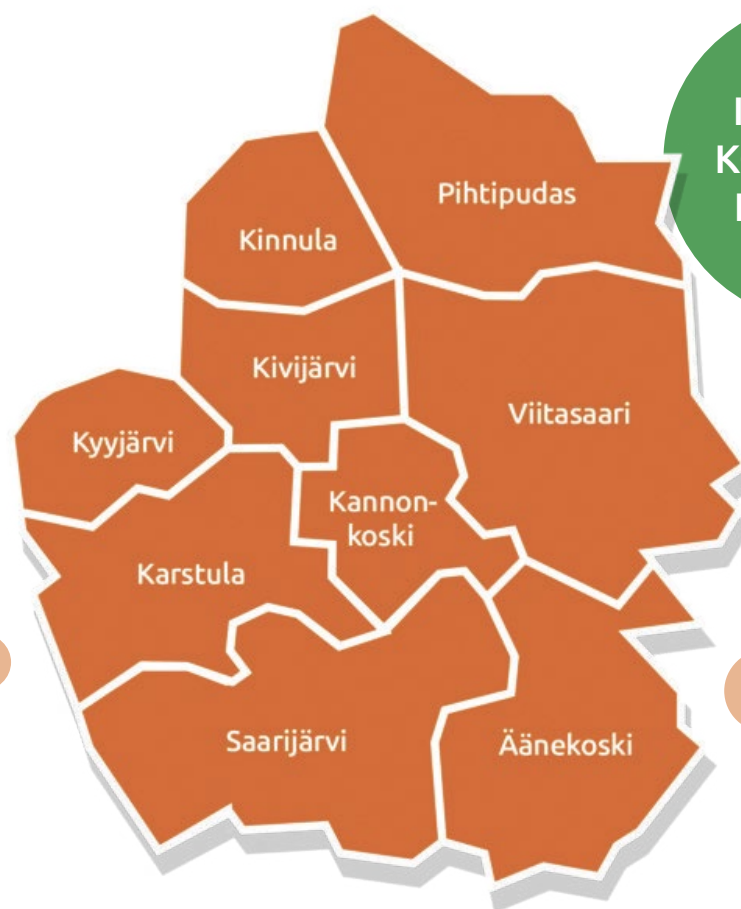 Pihtipudas
Kinnula
Kivijärvi
Viitasaari
Kyyjärvi
Kannon-
koski
Karstula
Saarijärvi
Äänekoski